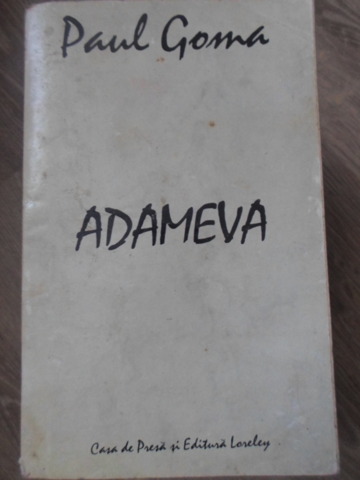 Paul Goma
ADAMEVA
Casa de Presă și Editură Loreley